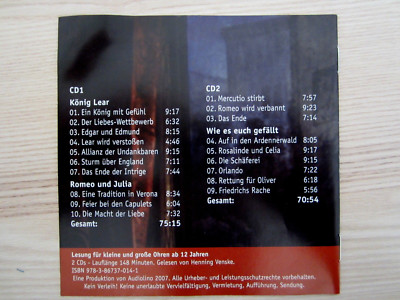 CD1
König Lear
01. Ein König mit Gefühl 9:17
02. Der Liebes-Wettbewerb 6:32
03. Edgar und Edmund 8:15
04. Lear wird verstoßen 4:46
05. Allianz der Undankbaren 9:15
06. Sturm über England 7:11
07. Das Ende der Intrige 7:44
Romeo und Julia
08. Eine Tradition in Verona 8:34
09. Feier bei den Capulets 6:04
10. Die Macht der Liebe 7:32
Gesamt: 75:15
CD2
01. Mercutio stirbt 7:57
02. Romeo wird verbannt 9:23
03. Das Ende 7:14
Wie es euch gefällt
04. Auf in den Ardennerwald 8:05
05. Rosalinde und Celia 9:17
06. Die Schäferei 9:15
07. Orlando 7:22
08. Rettung für Oliver 6:16
09. Friedrichs Rache 5:56
Gesamt: 70:54
Lesung für kleine und große Ohren ab 12 Jahren
2 CDs - Lauflänge 148 Minuten. Gelesen von Henning Venske.
ISBN 978-3-86737-014-1
Eine Produktion von Audiolino 2007. Alle Urheber- und Leistungsschutzrechte vorbehalten.
Kein Verleih! Keine unerlaubte Vervielfältigung, Vermietung, Aufführung, Sendung.